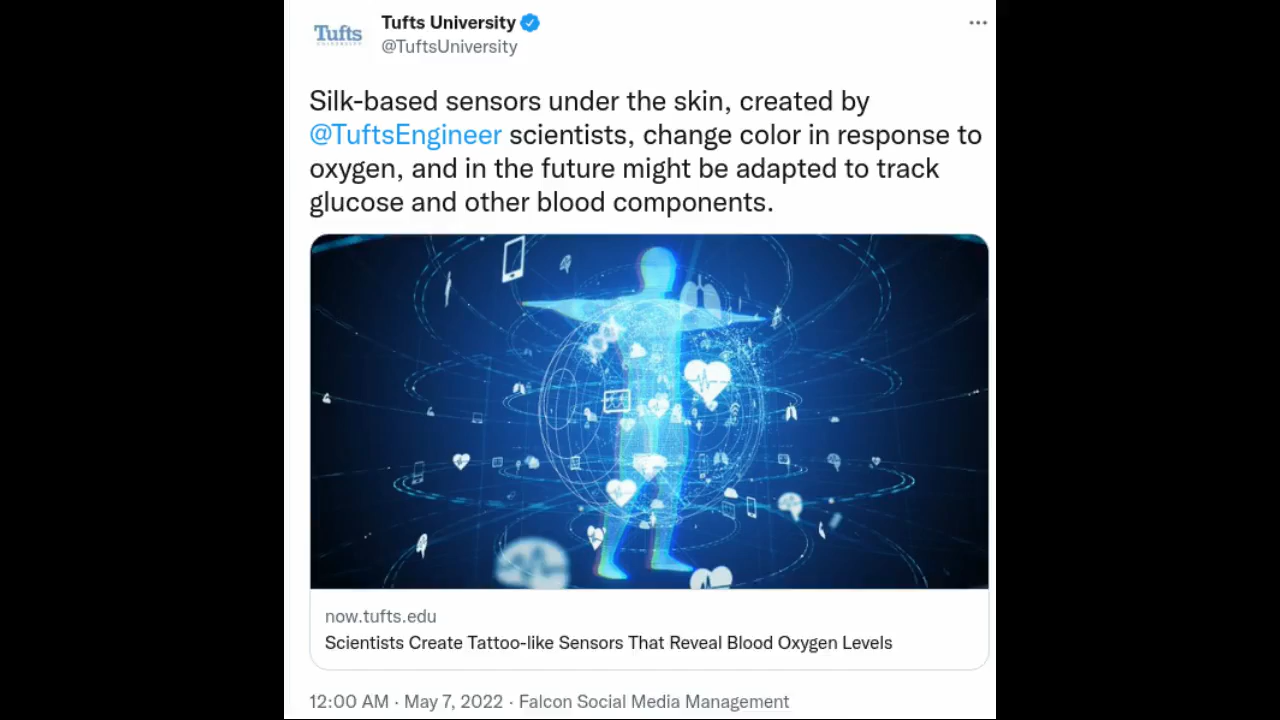 Tufts
UNIVERSITY
Tufts University
@TuftsUniversity
Silk-based sensors under the skin, created by
@TuftsEngineer scientists, change color in response to
oxygen, and in the future might be adapted to track
glucose and other blood components.
now.tufts.edu
Scientists Create Tattoo-like Sensors That Reveal Blood Oxygen Levels
12:00 AM · May 7, 2022 · Falcon Social Media Management